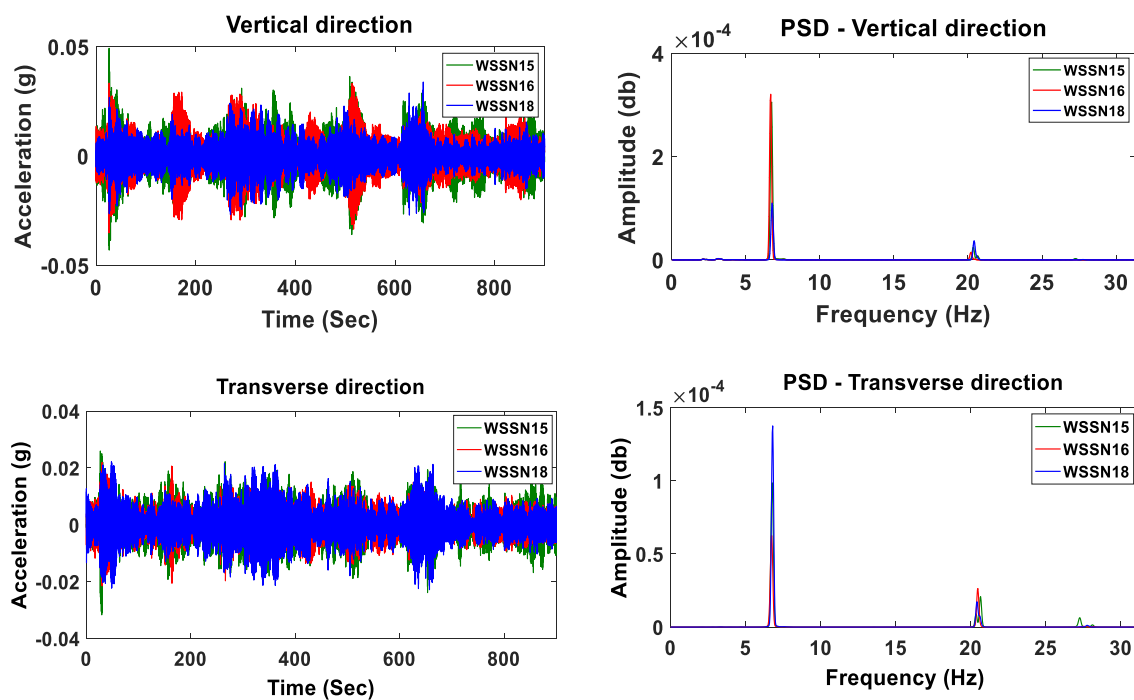 Vertical direction
0.05
0
-0.05
Acceleration (g)
WSSN15
WSSN16
WSSN18
0 200 400 600 800
Time (Sec)
PSD - Vertical direction
×10-4
4
2
0
Amplitude (db)
WSSN15
WSSN16
WSSN18
0 5 10 15 20 25 30
Frequency (Hz)
Transverse direction
0.04
0.02
0
-0.02
-0.04
Acceleration (g)
WSSN15
WSSN16
WSSN18
0 200 400 600 800
Time (Sec)
PSD - Transverse direction
×10-4
1.5
1
0.5
0
Amplitude (db)
WSSN15
WSSN16
WSSN18
0 5 10 15 20 25 30
Frequency (Hz)